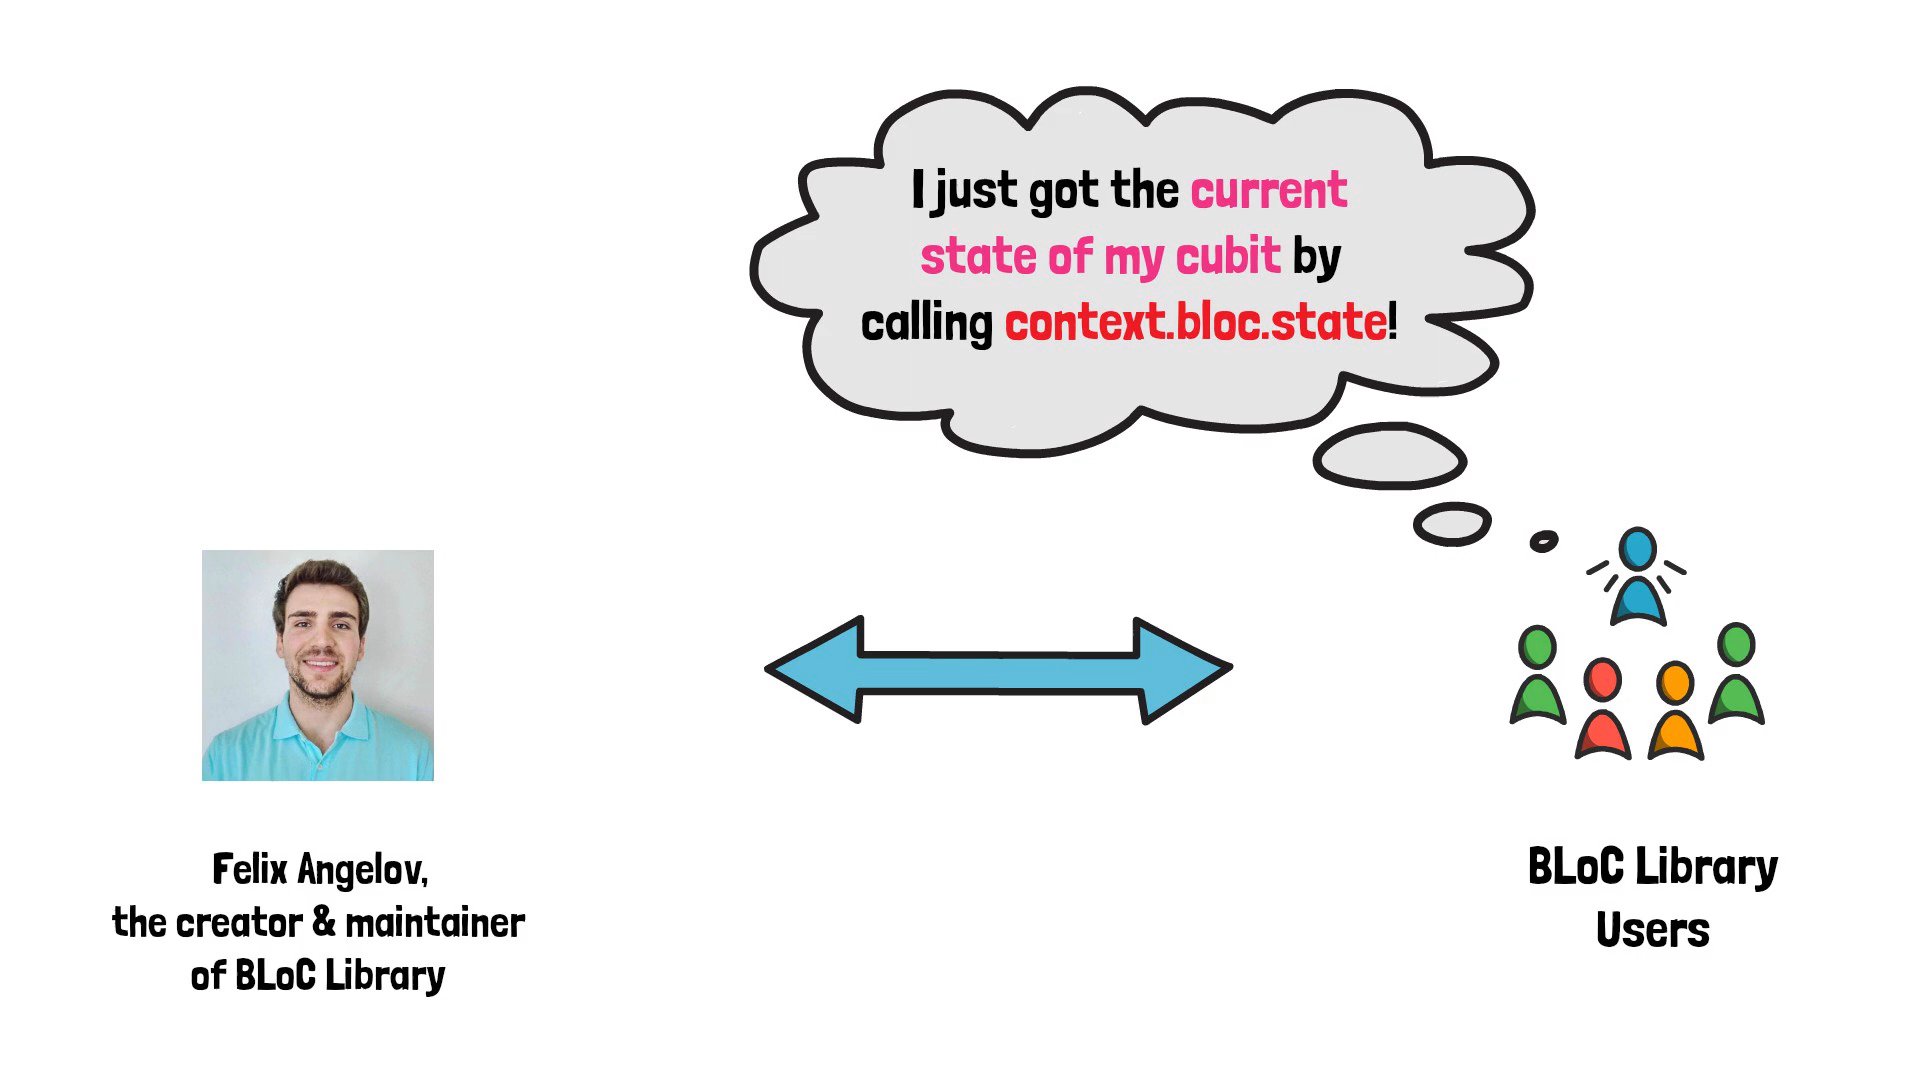 I just got the current
state of my cubit by
calling context.bloc.state!
Felix Angelov,
the creator & maintainer
of BLoC Library
BLoC Library
Users